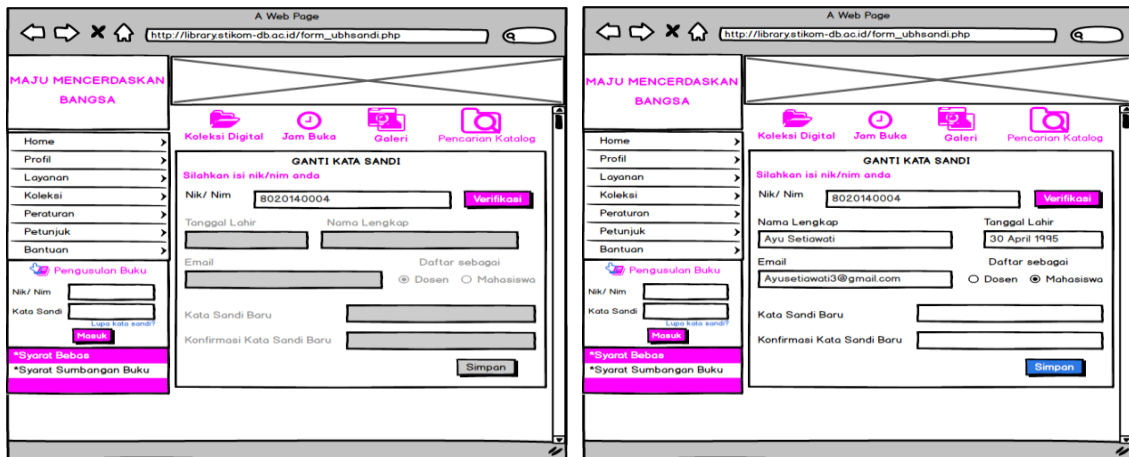 A Web Page
http://library.stikom-db.ac.id/form_ubhsandi.php
MAJU MENCERDASKAN
BANGSA
Koleksi Digital
Jam Buka
Galeri
Pencarian Katalog
Home
Profil
Layanan
Koleksi
Peraturan
Petunjuk
Bantuan
Pengusulan Buku
Nik/ Nim
Kata Sandi
Lupa kata sandi?
Masuk
*Syarat Bebas
*Syarat Sumbangan Buku
GANTI KATA SANDI
Silahkan isi nik/nim anda
Nik/ Nim 8020140004 Verifikasi
Tanggal Lahir Nama Lengkap
Email Daftar sebagai
Dosen Mahasiswa
Kata Sandi Baru
Konfirmasi Kata Sandi Baru
Simpan
A Web Page
http://library.stikom-db.ac.id/form_ubhsandi.php
MAJU MENCERDASKAN
BANGSA
Koleksi Digital
Jam Buka
Galeri
Pencarian Katalog
Home
Profil
Layanan
Koleksi
Peraturan
Petunjuk
Bantuan
Pengusulan Buku
Nik/ Nim
Kata Sandi
Lupa kata sandi?
Masuk
*Syarat Bebas
*Syarat Sumbangan Buku
GANTI KATA SANDI
Silahkan isi nik/nim anda
Nik/ Nim 8020140004 Verifikasi
Nama Lengkap Tanggal Lahir
Ayu Setiawati 30 April 1995
Email Daftar sebagai
Ayusetiawati3@gmail.com Dosen Mahasiswa
Kata Sandi Baru
Konfirmasi Kata Sandi Baru
Simpan